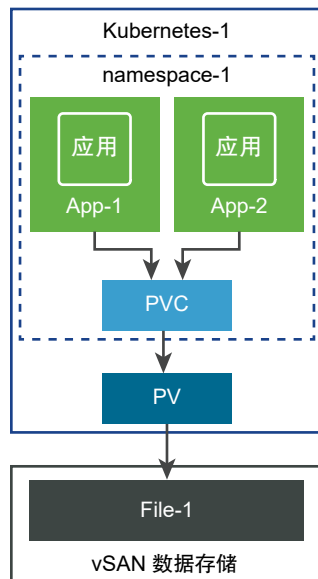 Kubernetes-1
namespace-1
应用
应用
App-1
App-2
PVC
PV
File-1
vSAN 数据存储